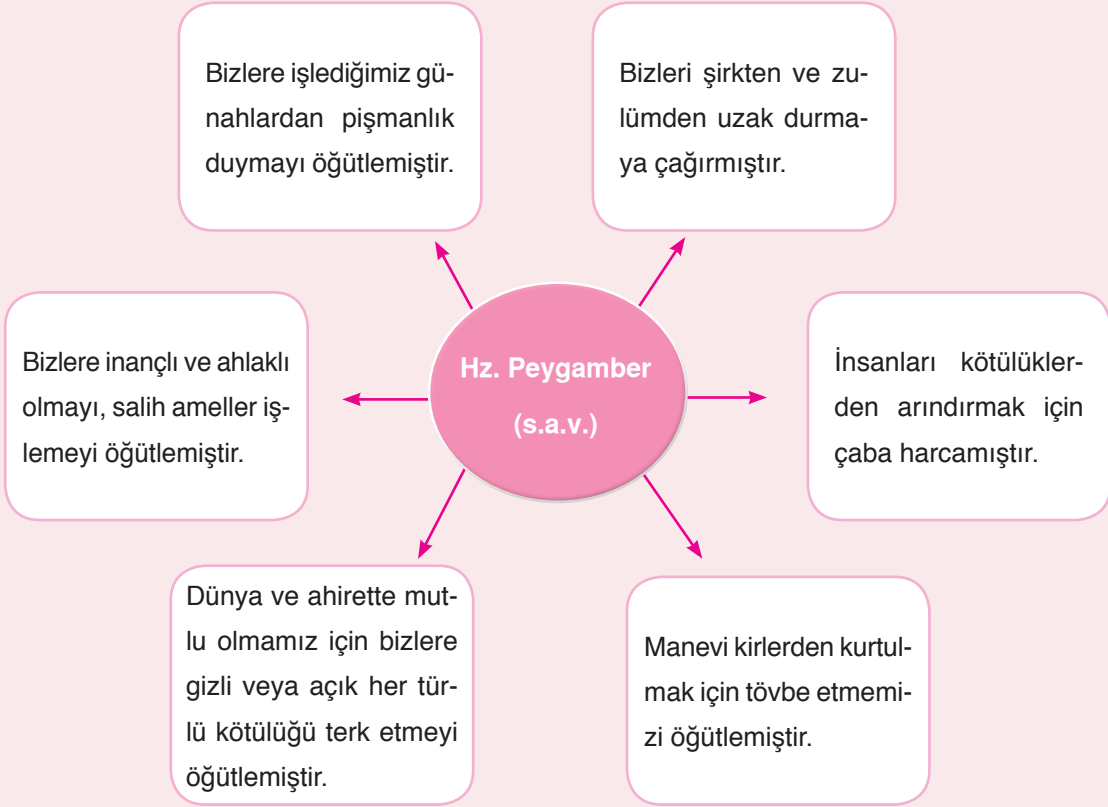 Bizlere işlediğimiz gü-
nahlardan pişmanlık
duymayı öğütlemiştir.
Bizleri şirkten ve zu-
lümden uzak durma-
ya çağırmıştır.
Bizlere inançlı ve ahlaklı
olmayı, salih ameller iş-
lemeyi öğütlemiştir.
Hz. Peygamber
(s.a.v.)
İnsanları kötülükler-
den arındırmak için
çaba harcamıştır.
Dünya ve ahirette mut-
lu olmamız için bizlere
gizli veya açık her tür-
lü kötülüğü terk etmeyi
öğütlemiştir.
Manevi kirlerden kurtul-
mak için tövbe etmemi-
zi öğütlemiştir.